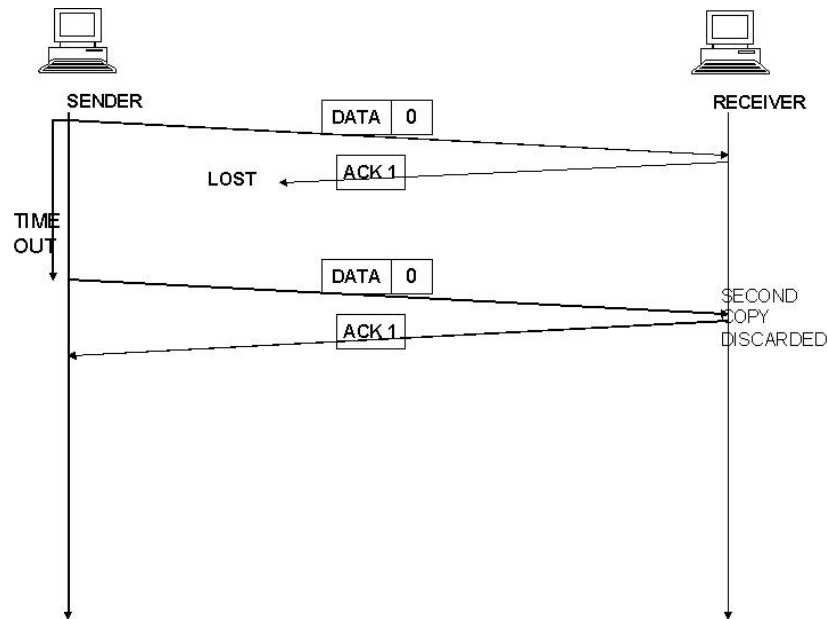 SENDER
RECEIVER
DATA 0
ACK 1
LOST
TIME
OUT
DATA 0
SECOND
COPY
DISCARDED
ACK 1